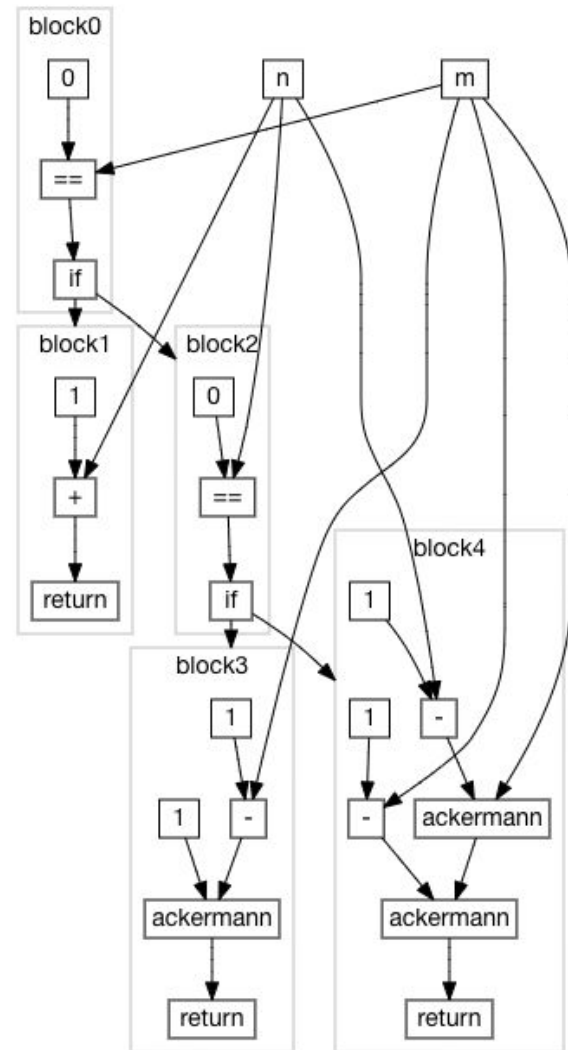 block0
0
n
m
==
if
block1
block2
1
0
+
==
return
if
block4
1
block3
1
1
-
1
-
-
ackermann
ackermann
ackermann
return
return